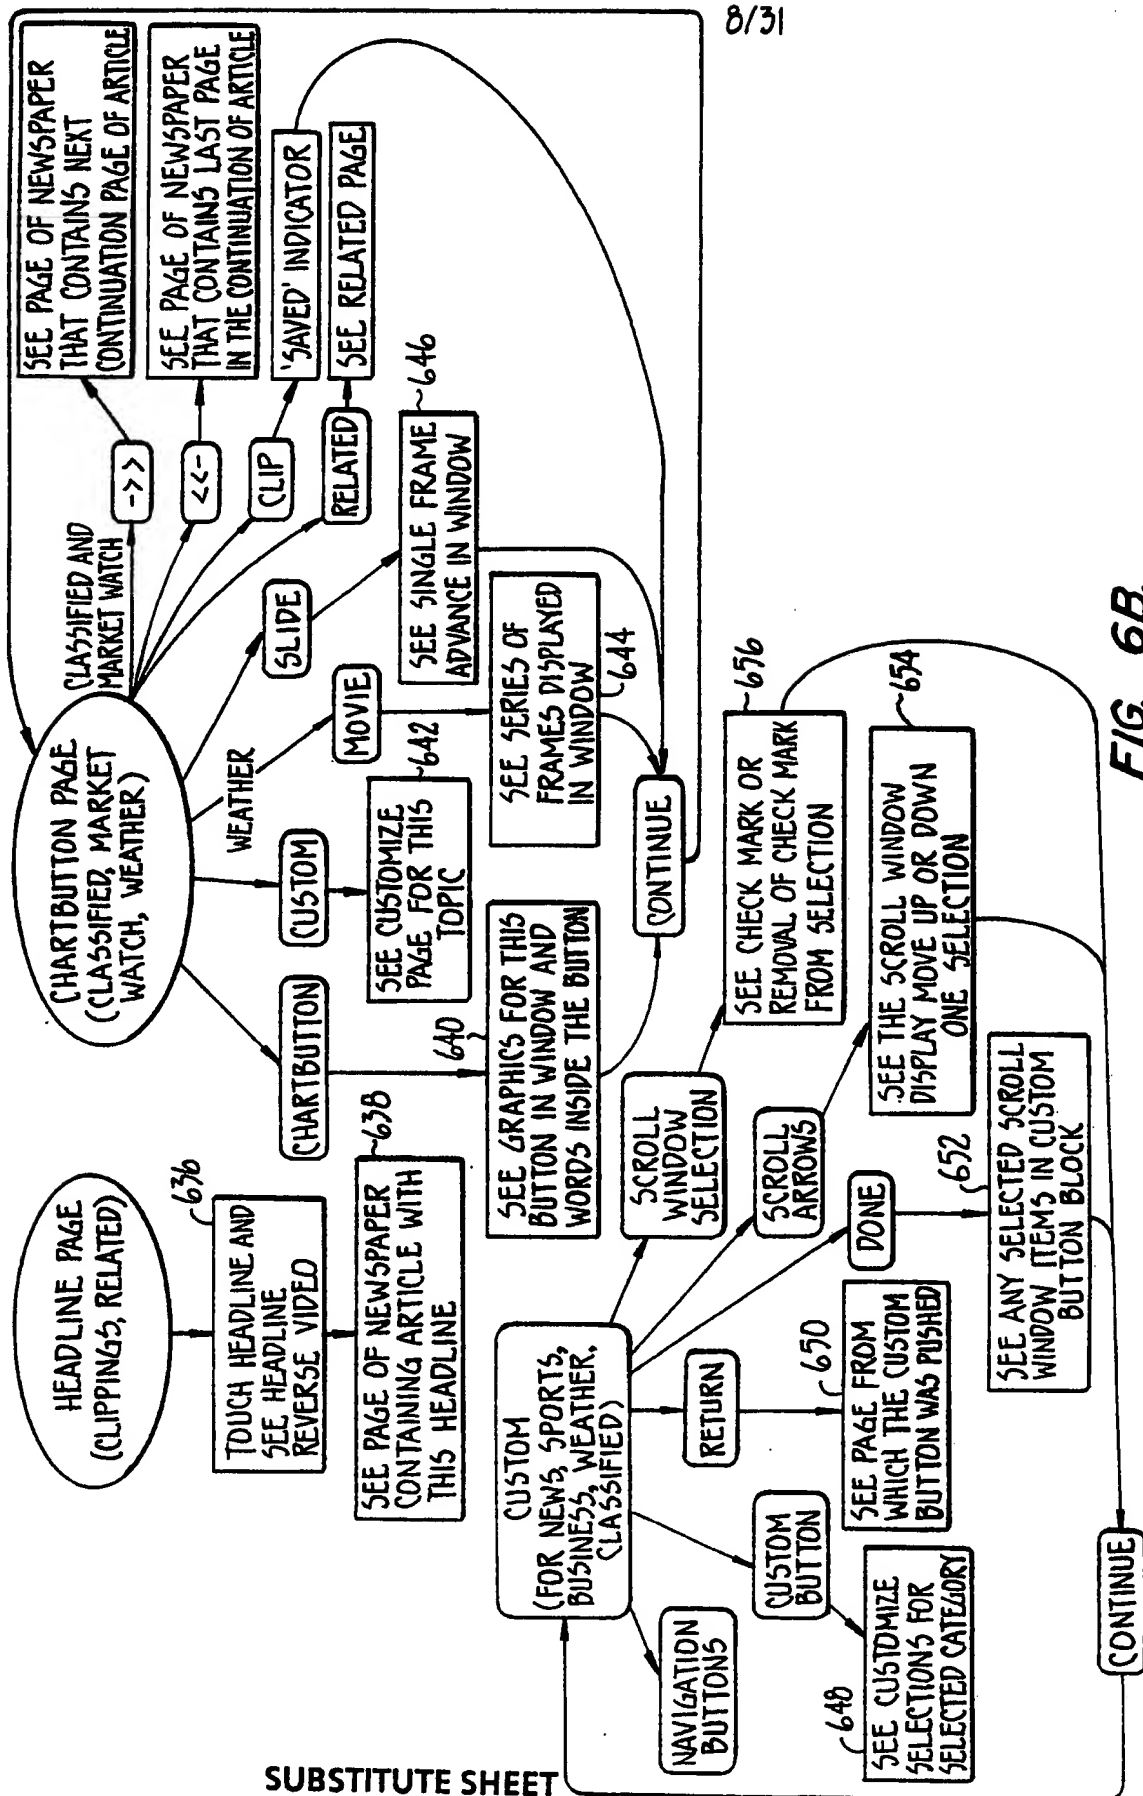 8/31
HEADLINE PAGE
(CLIPPINGS, RELATED)
636
TOUCH HEADLINE AND
SEE HEADLINE
REVERSE VIDEO
638
SEE PAGE OF NEWSPAPER
CONTAINING ARTICLE WITH
THIS HEADLINE
CHARTBUTTON PAGE
(CLASSIFIED, MARKET
WATCH, WEATHER)
CHARTBUTTON
640
SEE GRAPHICS FOR THIS
BUTTON IN WINDOW AND
WORDS INSIDE THE BUTTON
CUSTOM
642
SEE CUSTOMIZE
PAGE FOR THIS
TOPIC
WEATHER
MOVIE
SEE SERIES OF
FRAMES DISPLAYED
IN WINDOW
644
SLIDE
646
SEE SINGLE FRAME
ADVANCE IN WINDOW
CLASSIFIED AND
MARKET WATCH
->>
SEE PAGE OF NEWSPAPER
THAT CONTAINS NEXT
CONTINUATION PAGE OF ARTICLE
<<-
SEE PAGE OF NEWSPAPER
THAT CONTAINS LAST PAGE
IN THE CONTINUATION OF ARTICLE
CLIP
'SAVED' INDICATOR
RELATED
SEE RELATED PAGE
CONTINUE
CUSTOM
(FOR NEWS, SPORTS,
BUSINESS, WEATHER,
CLASSIFIED)
NAVIGATION
BUTTONS
CUSTOM
BUTTON
648
SEE CUSTOMIZE
SELECTIONS FOR
SELECTED CATEGORY
RETURN
650
SEE PAGE FROM
WHICH THE CUSTOM
BUTTON WAS PUSHED
DONE
652
SEE ANY SELECTED SCROLL
WINDOW ITEMS IN CUSTOM
BUTTON BLOCK
SCROLL
ARROWS
654
SEE THE SCROLL WINDOW
DISPLAY MOVE UP OR DOWN
ONE SELECTION
SCROLL
WINDOW
SELECTION
656
SEE CHECK MARK OR
REMOVAL OF CHECK MARK
FROM SELECTION
CONTINUE
FIG. 6B.
SUBSTITUTE SHEET